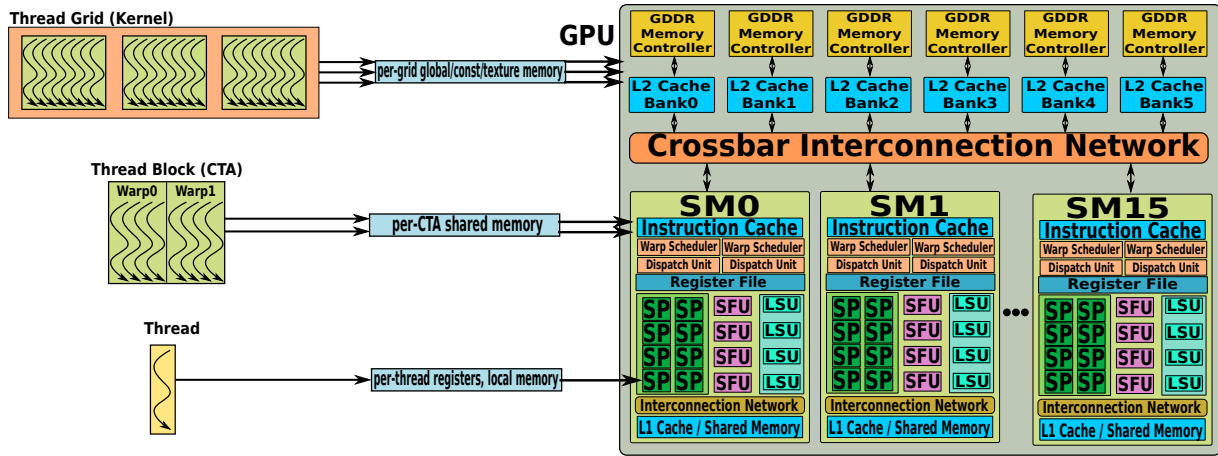 Thread Grid (Kernel)
per-grid global/const/texture memory
Thread Block (CTA)
Warp0 Warp1
per-CTA shared memory
Thread
per-thread registers, local memory
GPU
GDDR Memory Controller
GDDR Memory Controller
GDDR Memory Controller
GDDR Memory Controller
GDDR Memory Controller
GDDR Memory Controller
L2 Cache Bank0
L2 Cache Bank1
L2 Cache Bank2
L2 Cache Bank3
L2 Cache Bank4
L2 Cache Bank5
Crossbar Interconnection Network
SM0
Instruction Cache
Warp Scheduler Warp Scheduler
Dispatch Unit Dispatch Unit
Register File
SP SP SFU LSU
SP SP SFU LSU
SP SP SFU LSU
SP SP SFU LSU
Interconnection Network
L1 Cache / Shared Memory
SM1
Instruction Cache
Warp Scheduler Warp Scheduler
Dispatch Unit Dispatch Unit
Register File
SP SP SFU LSU
SP SP SFU LSU
SP SP SFU LSU
SP SP SFU LSU
Interconnection Network
L1 Cache / Shared Memory
•••
SM15
Instruction Cache
Warp Scheduler Warp Scheduler
Dispatch Unit Dispatch Unit
Register File
SP SP SFU LSU
SP SP SFU LSU
SP SP SFU LSU
SP SP SFU LSU
Interconnection Network
L1 Cache / Shared Memory